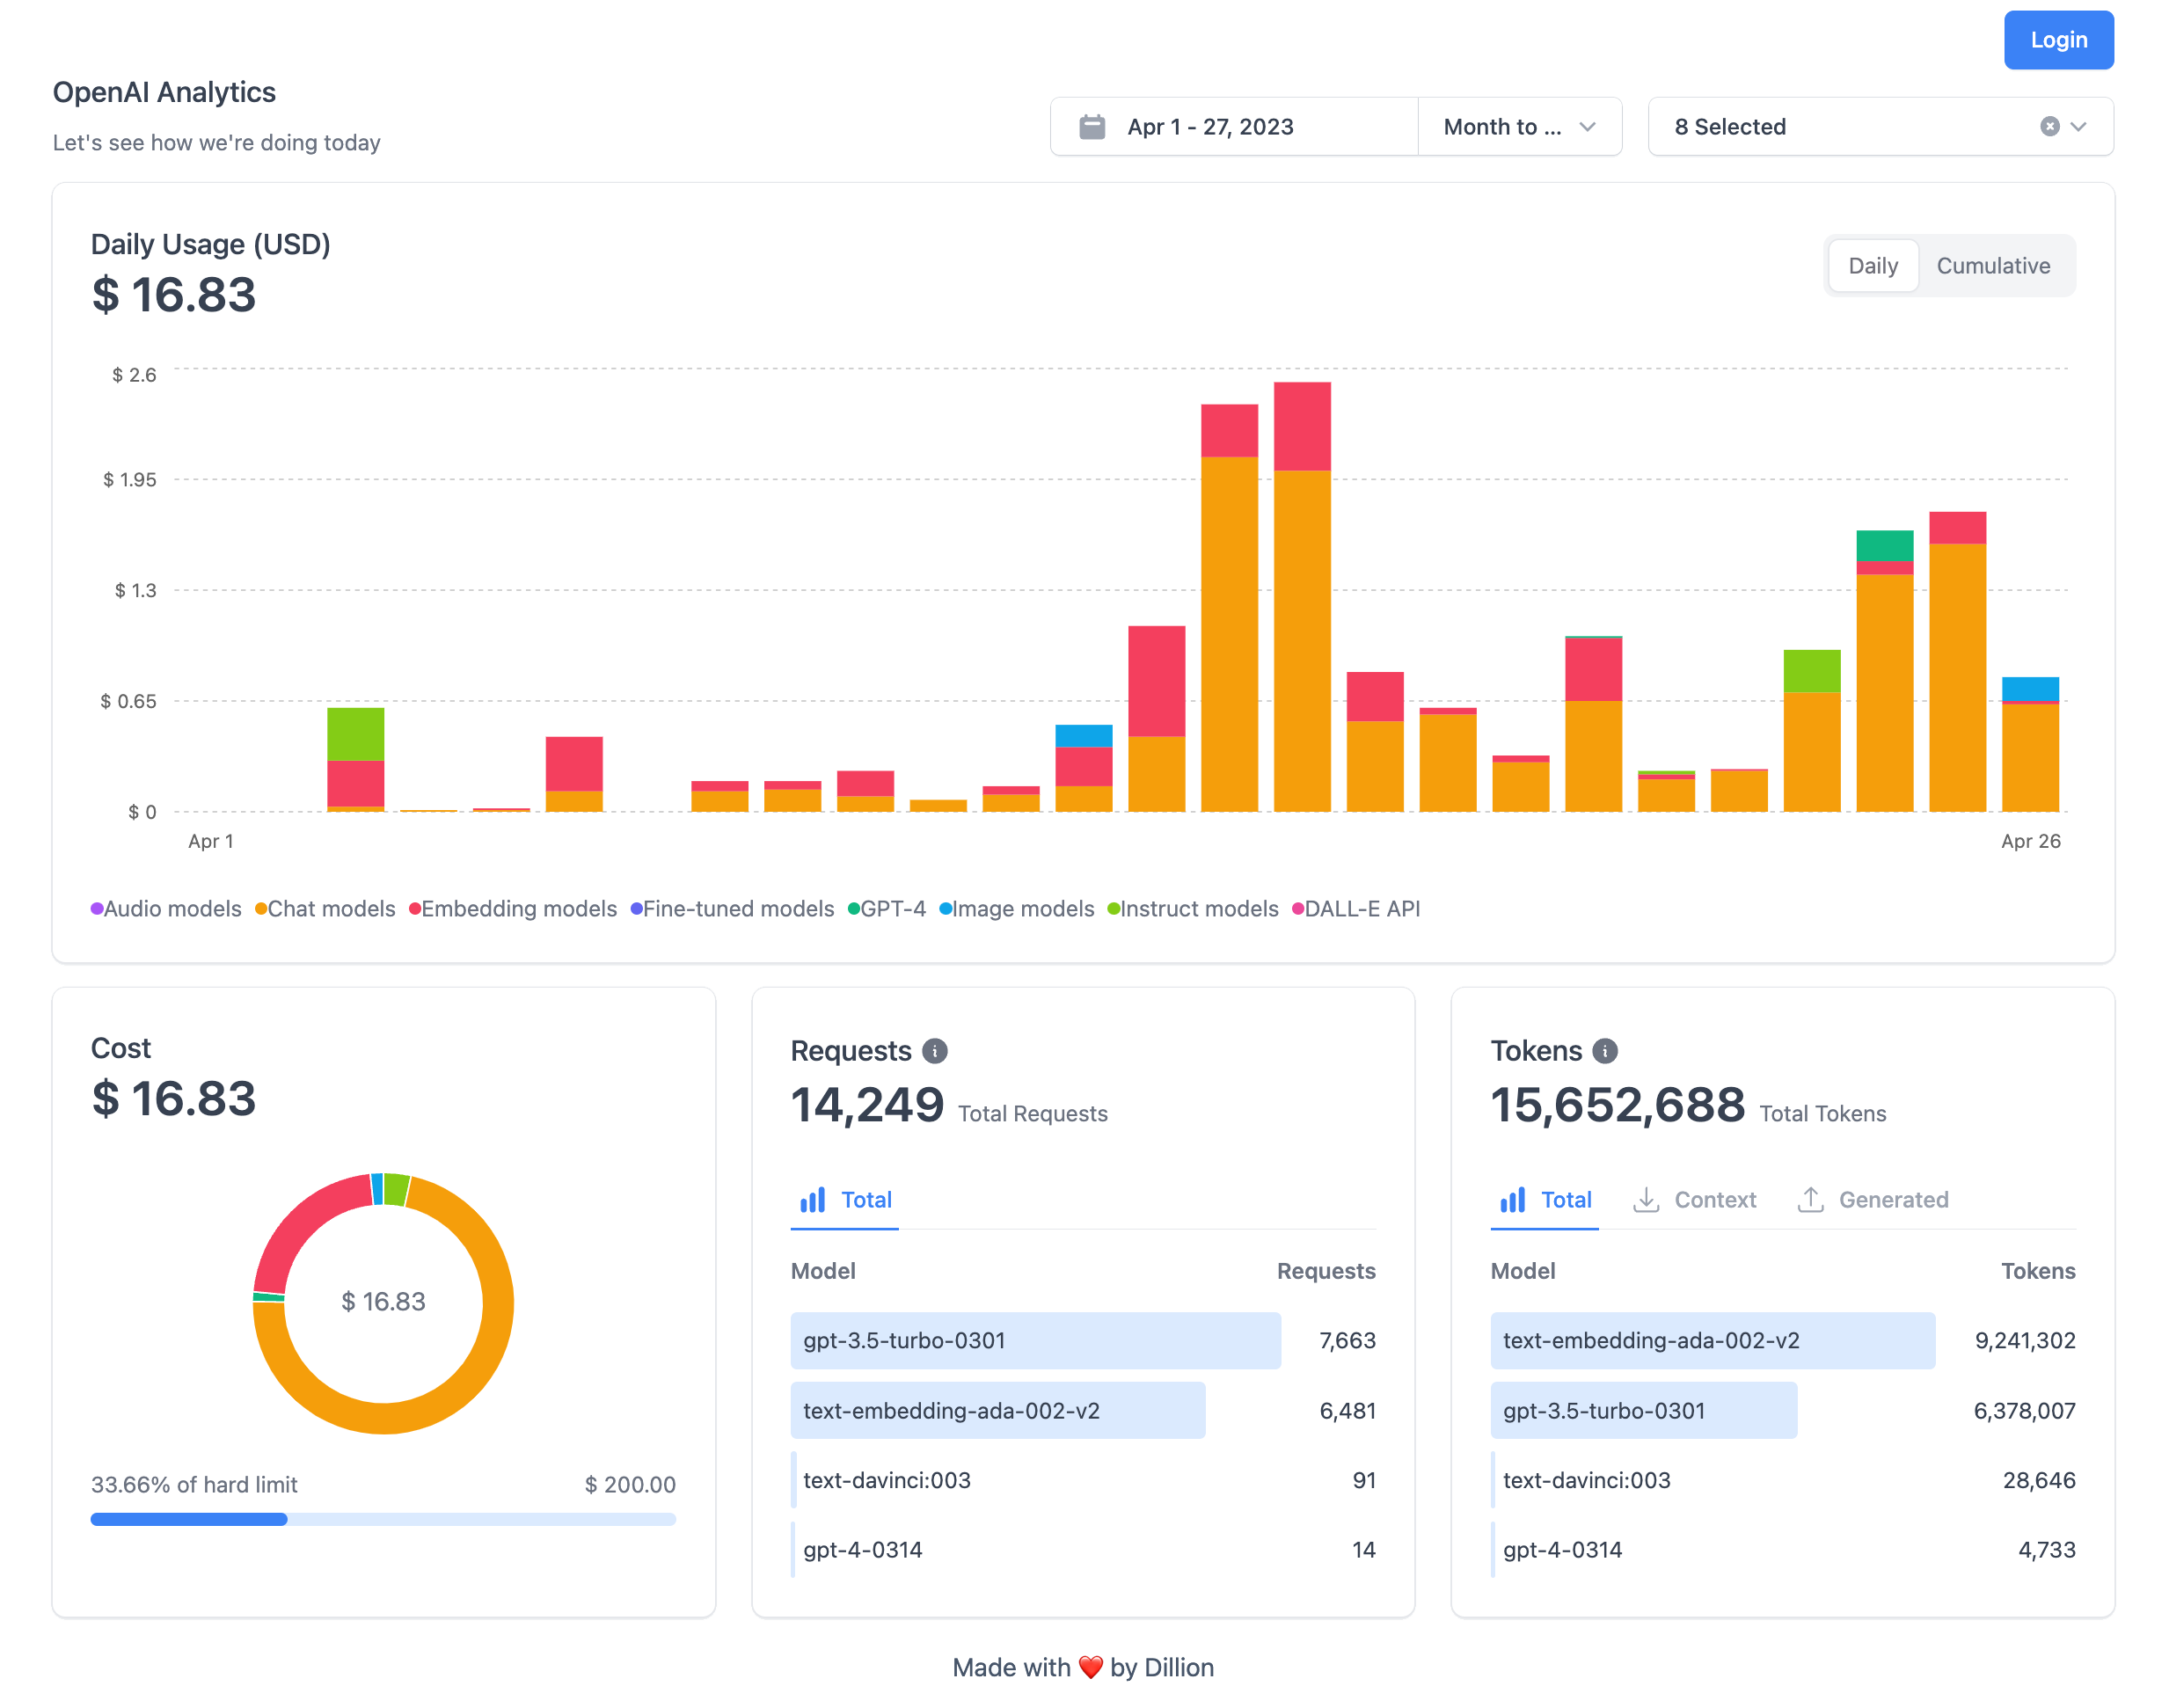 Login
OpenAI Analytics
Let's see how we're doing today
Apr 1 - 27, 2023
Month to ...
8 Selected
Daily Usage (USD)
$ 16.83
Daily
Cumulative
$ 2.6
$ 1.95
$ 1.3
$ 0.65
$ 0
Apr 1
Apr 26
Audio models
Chat models
Embedding models
Fine-tuned models
GPT-4
Image models
Instruct models
DALL-E API
Cost
$ 16.83
$ 16.83
33.66% of hard limit
$ 200.00
Requests
14,249 Total Requests
Total
Model Requests
gpt-3.5-turbo-0301 7,663
text-embedding-ada-002-v2 6,481
text-davinci:003 91
gpt-4-0314 14
Tokens
15,652,688 Total Tokens
Total Context Generated
Model Tokens
text-embedding-ada-002-v2 9,241,302
gpt-3.5-turbo-0301 6,378,007
text-davinci:003 28,646
gpt-4-0314 4,733
Made with ❤️ by Dillion